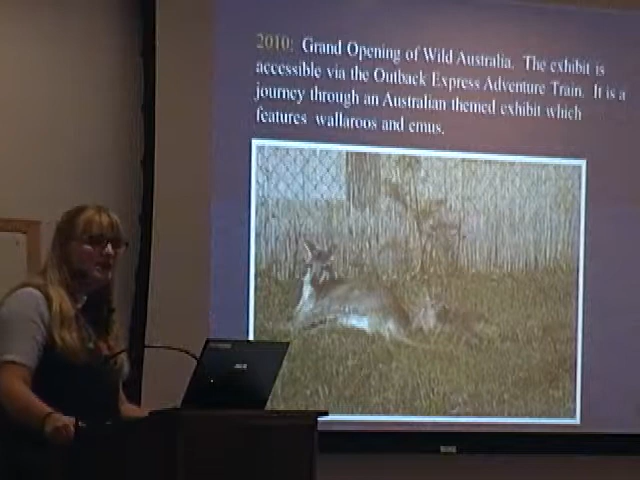 2010: Grand Opening of Wild Australia. The exhibit is
accessible via the Outback Express Adventure Train. It is a
journey through an Australian themed exhibit which
features wallaroos and emus.